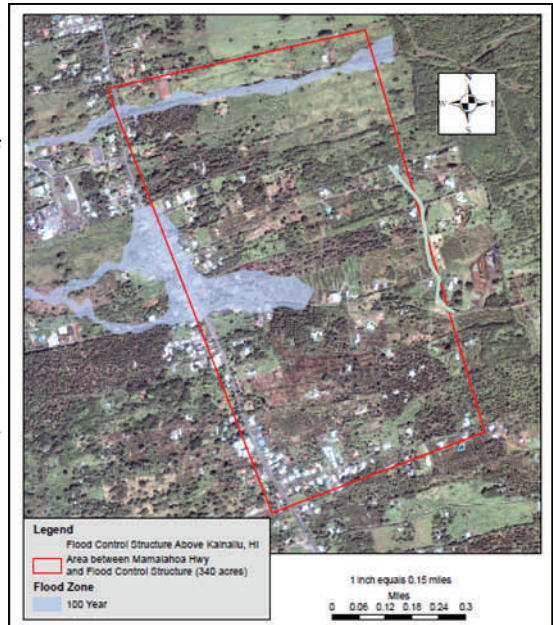 N
W E
S
Legend
Flood Control Structure Above Kainaliu, HI
Area between Mamalahoa Hwy
and Flood Control Structure (340 acres)
Flood Zone
100 Year
1 inch equals 0.15 miles
Miles
0 0.06 0.12 0.18 0.24 0.3